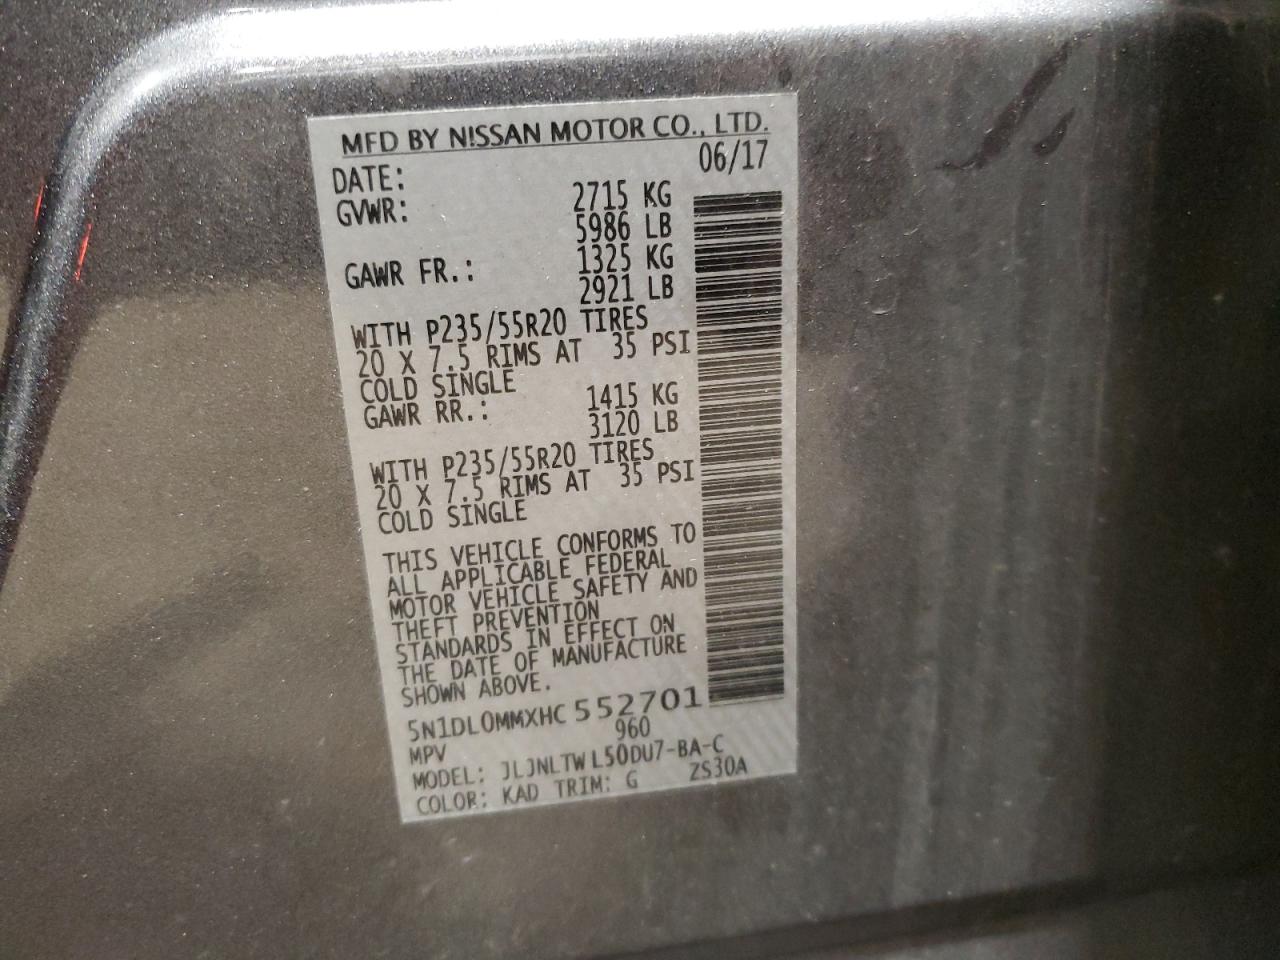 MFD BY NISSAN MOTOR CO., LTD.
DATE: 06/17
GVWR: 2715 KG
5986 LB
GAWR FR.: 1325 KG
2921 LB
WITH P235/55R20 TIRES
20 X 7.5 RIMS AT 35 PSI
COLD SINGLE
GAWR RR.: 1415 KG
3120 LB
WITH P235/55R20 TIRES
20 X 7.5 RIMS AT 35 PSI
COLD SINGLE
THIS VEHICLE CONFORMS TO
ALL APPLICABLE FEDERAL
MOTOR VEHICLE SAFETY AND
THEFT PREVENTION
STANDARDS IN EFFECT ON
THE DATE OF MANUFACTURE
SHOWN ABOVE.
5N1DL0MMXHC552701
MPV 960
MODEL: JLJNLTWL50DU7-BA-C
COLOR: KAD TRIM: G ZS30A